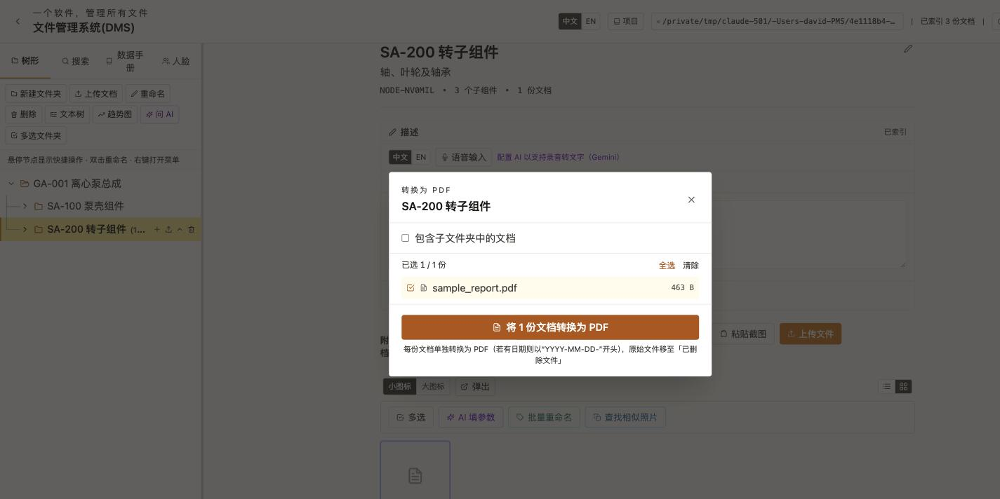 一个软件，管理所有文件
文件管理系统(DMS)
中文 EN
项目
</private/tmp/claude-501/-Users-david-PMS/4e1118b4-…
| 已索引 3 份文档 |
树形
搜索
数据手册
人脸
新建文件夹
上传文档
重命名
删除
文本树
趋势图
问 AI
多选文件夹
悬停节点显示快捷操作 · 双击重命名 · 右键打开菜单
GA-001 离心泵总成
SA-100 泵壳组件
SA-200 转子组件 (1…
SA-200 转子组件
轴、叶轮及轴承
NODE-NV0MIL • 3 个子组件 • 1 份文档
描述
已索引
中文 EN
语音输入
配置 AI 以支持录音转文字（Gemini）
转换为 PDF
SA-200 转子组件
包含子文件夹中的文档
已选 1 / 1 份
全选 清除
sample_report.pdf
463 B
将 1 份文档转换为 PDF
每份文档单独转换为 PDF（若有日期则以“YYYY-MM-DD-”开头），原始文件移至「已删
除文件」
附
档
粘贴截图
上传文件
小图标 大图标
弹出
多选
AI 填参数
批量重命名
查找相似照片